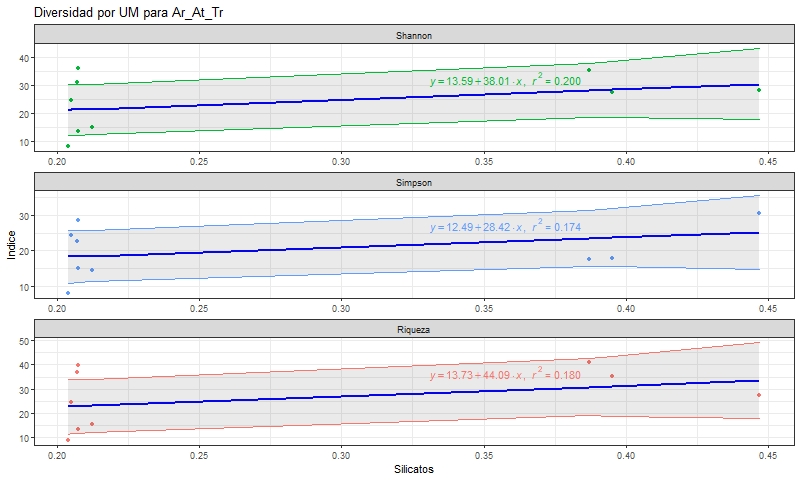 Diversidad por UM para Ar_At_Tr
Shannon
40
30
20
10
y = 13.59 + 38.01 · x, r² = 0.200
0.20 0.25 0.30 0.35 0.40 0.45
Simpson
30
20
10
y = 12.49 + 28.42 · x, r² = 0.174
0.20 0.25 0.30 0.35 0.40 0.45
Indice
Riqueza
50
40
30
20
10
y = 13.73 + 44.09 · x, r² = 0.180
0.20 0.25 0.30 0.35 0.40 0.45
Silicatos